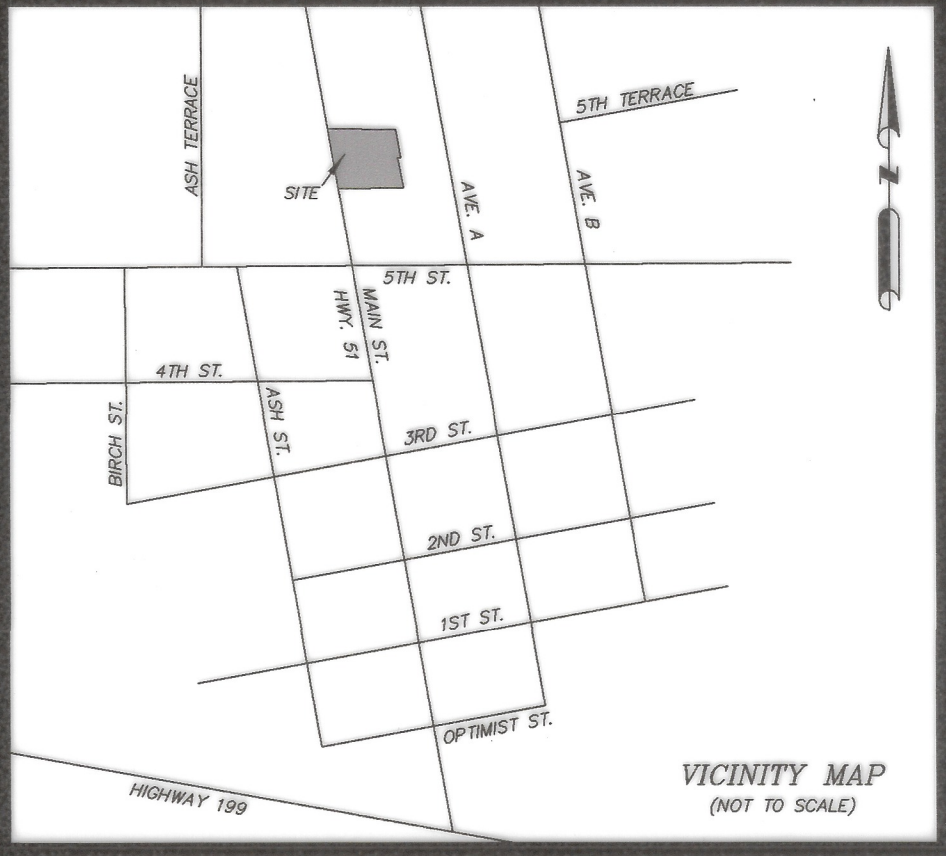 ASH TERRACE
5TH TERRACE
SITE
AVE. A
AVE. B
N
5TH ST.
MAIN ST.
HWY. 51
4TH ST.
ASH ST.
BIRCH ST.
3RD ST.
2ND ST.
1ST ST.
OPTIMIST ST.
HIGHWAY 199
VICINITY MAP
(NOT TO SCALE)